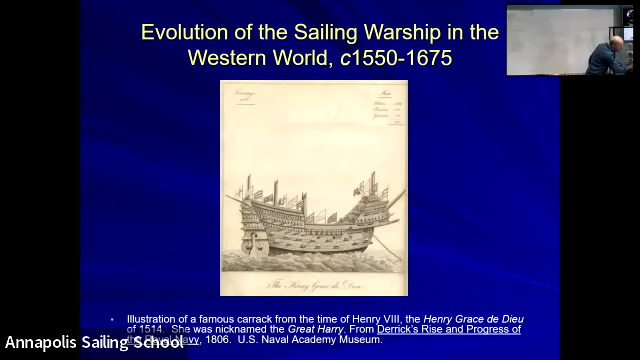 Evolution of the Sailing Warship in the
Western World, c1550-1675
The Henry Grace de Dieu.
• Illustration of a famous carrack from the time of Henry VIII, the Henry Grace de Dieu
of 1514. She was nicknamed the Great Harry. From Derrick's Rise and Progress of
the Royal Navy, 1806. U.S. Naval Academy Museum.
Annapolis Sailing School